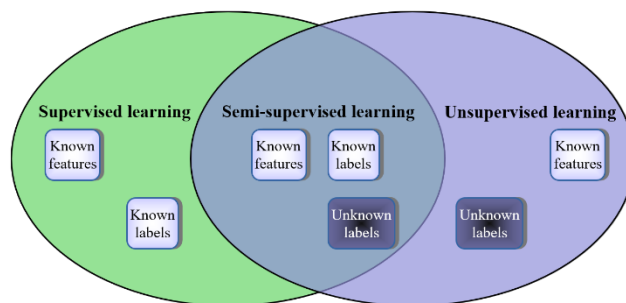 Supervised learning
Semi-supervised learning
Unsupervised learning
Known
features
Known
labels
Known
features
Known
labels
Unknown
labels
Known
features
Unknown
labels